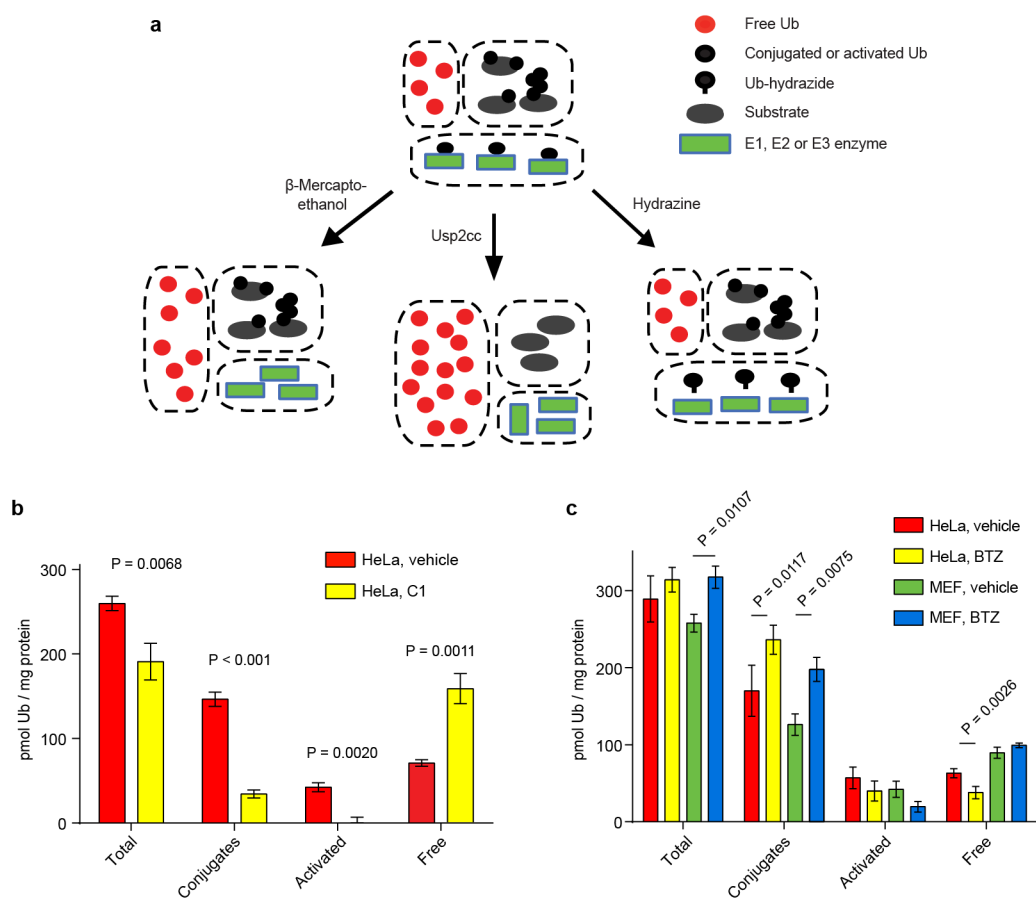 a
Free Ub
Conjugated or activated Ub
Ub-hydrazide
Substrate
E1, E2 or E3 enzyme
β-Mercapto-
ethanol
Usp2cc
Hydrazine
b
HeLa, vehicle
HeLa, C1
pmol Ub / mg protein
300
200
100
0
P = 0.0068
P < 0.001
P = 0.0020
P = 0.0011
Total
Conjugates
Activated
Free
c
HeLa, vehicle
HeLa, BTZ
MEF, vehicle
MEF, BTZ
pmol Ub / mg protein
300
200
100
0
P = 0.0107
P = 0.0117
P = 0.0075
P = 0.0026
Total
Conjugates
Activated
Free